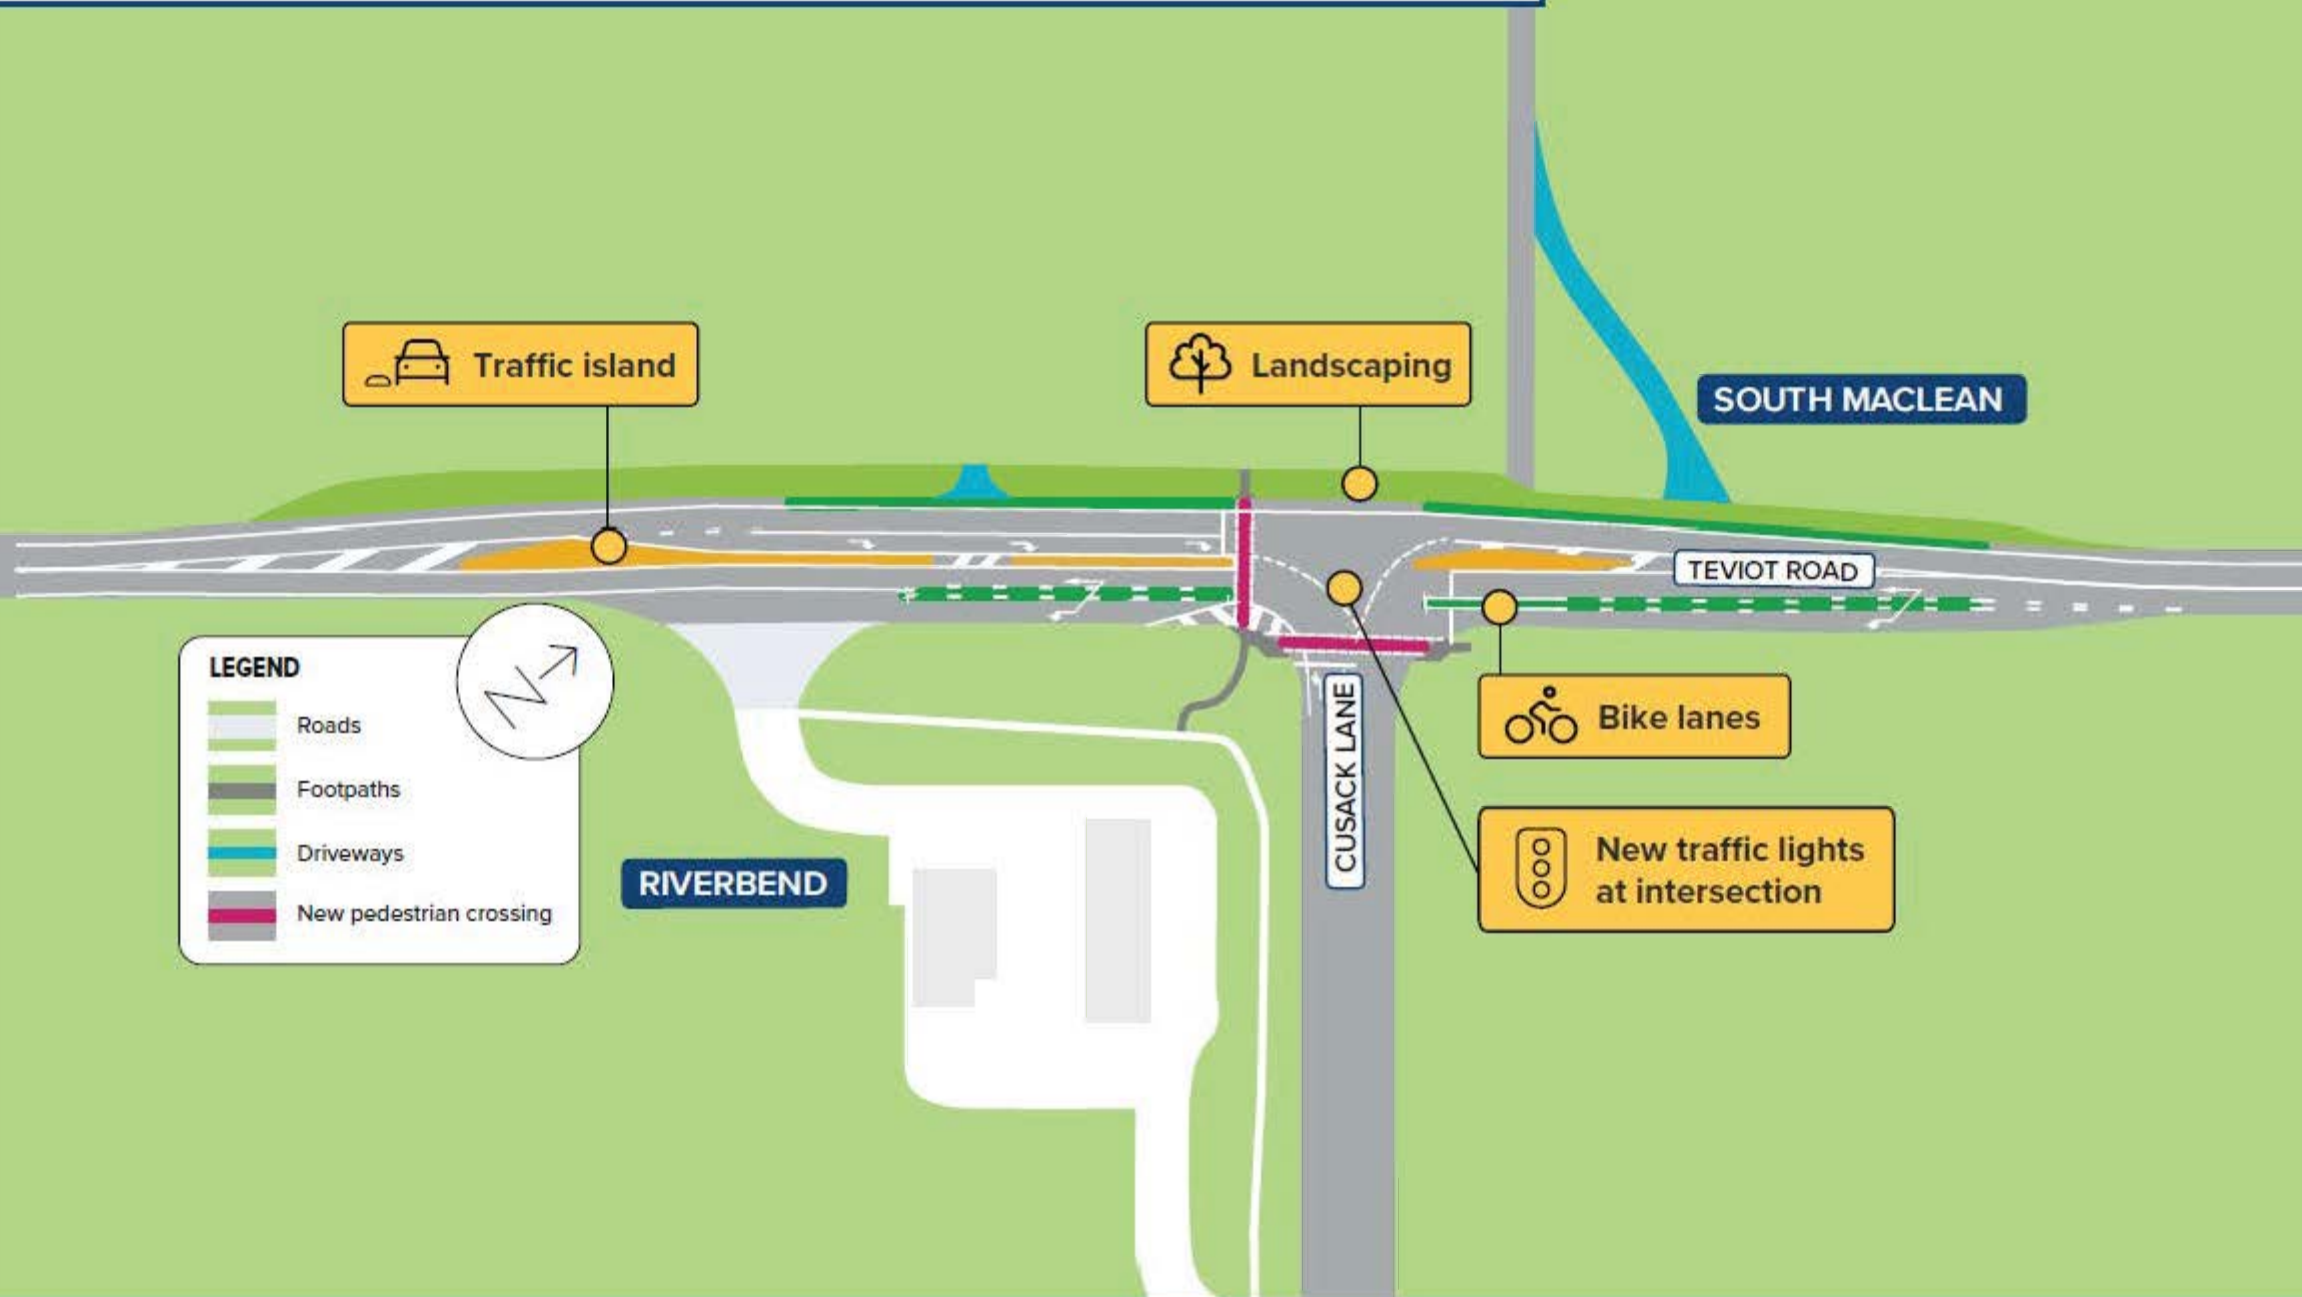 Traffic island
Landscaping
SOUTH MACLEAN
TEVIOT ROAD
LEGEND
N
Roads
Footpaths
Driveways
New pedestrian crossing
RIVERBEND
CUSACK LANE
Bike lanes
New traffic lights
at intersection